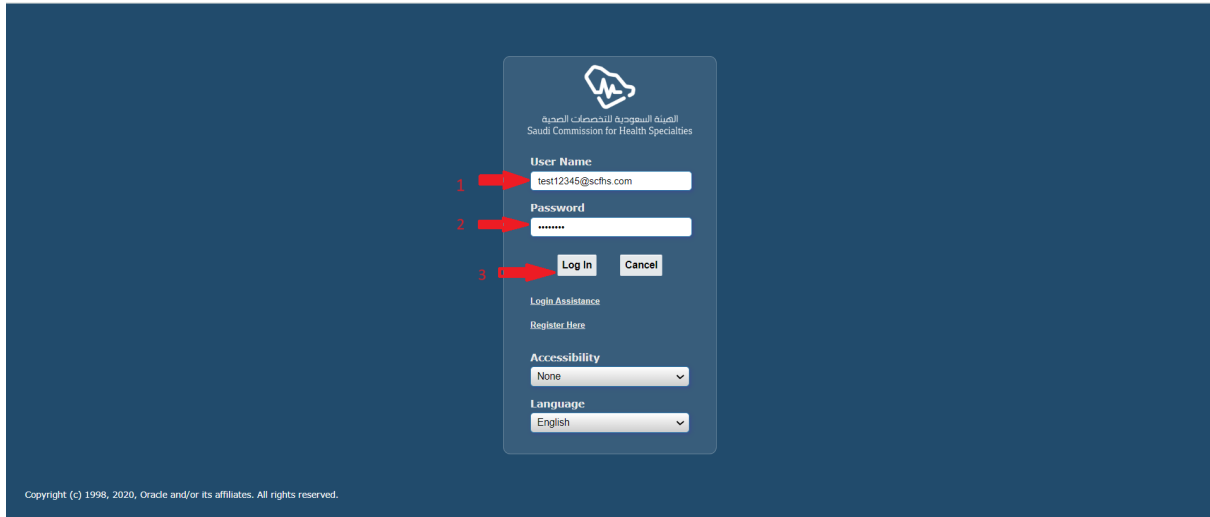 الهيئة السعودية للتخصصات الصحية
Saudi Commission for Health Specialties
User Name
1
test12345@scfhs.com
Password
2
••••••••
3
Log In
Cancel
Login Assistance
Register Here
Accessibility
None
Language
English
Copyright (c) 1998, 2020, Oracle and/or its affiliates. All rights reserved.